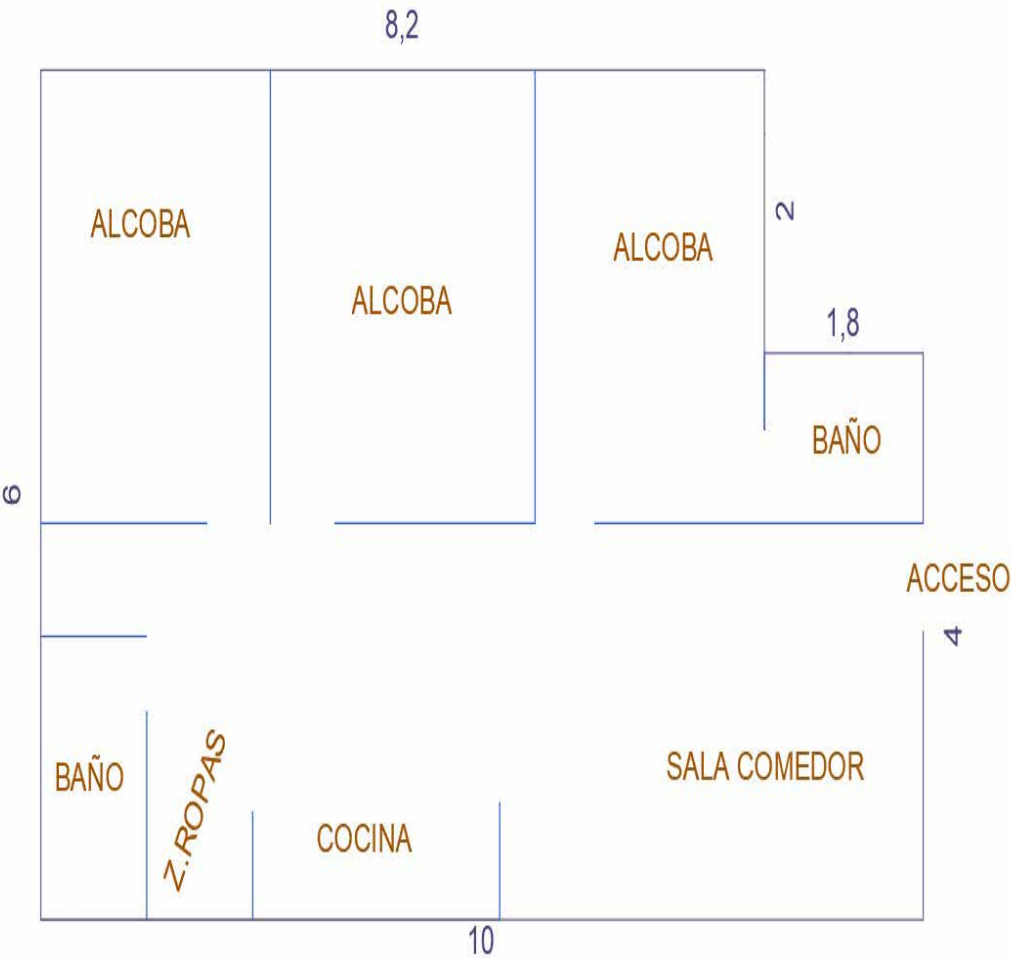 8,2
ALCOBA
2
ALCOBA
ALCOBA
1,8
BAÑO
6
ACCESO
4
BAÑO
Z.ROPAS
SALA COMEDOR
COCINA
10